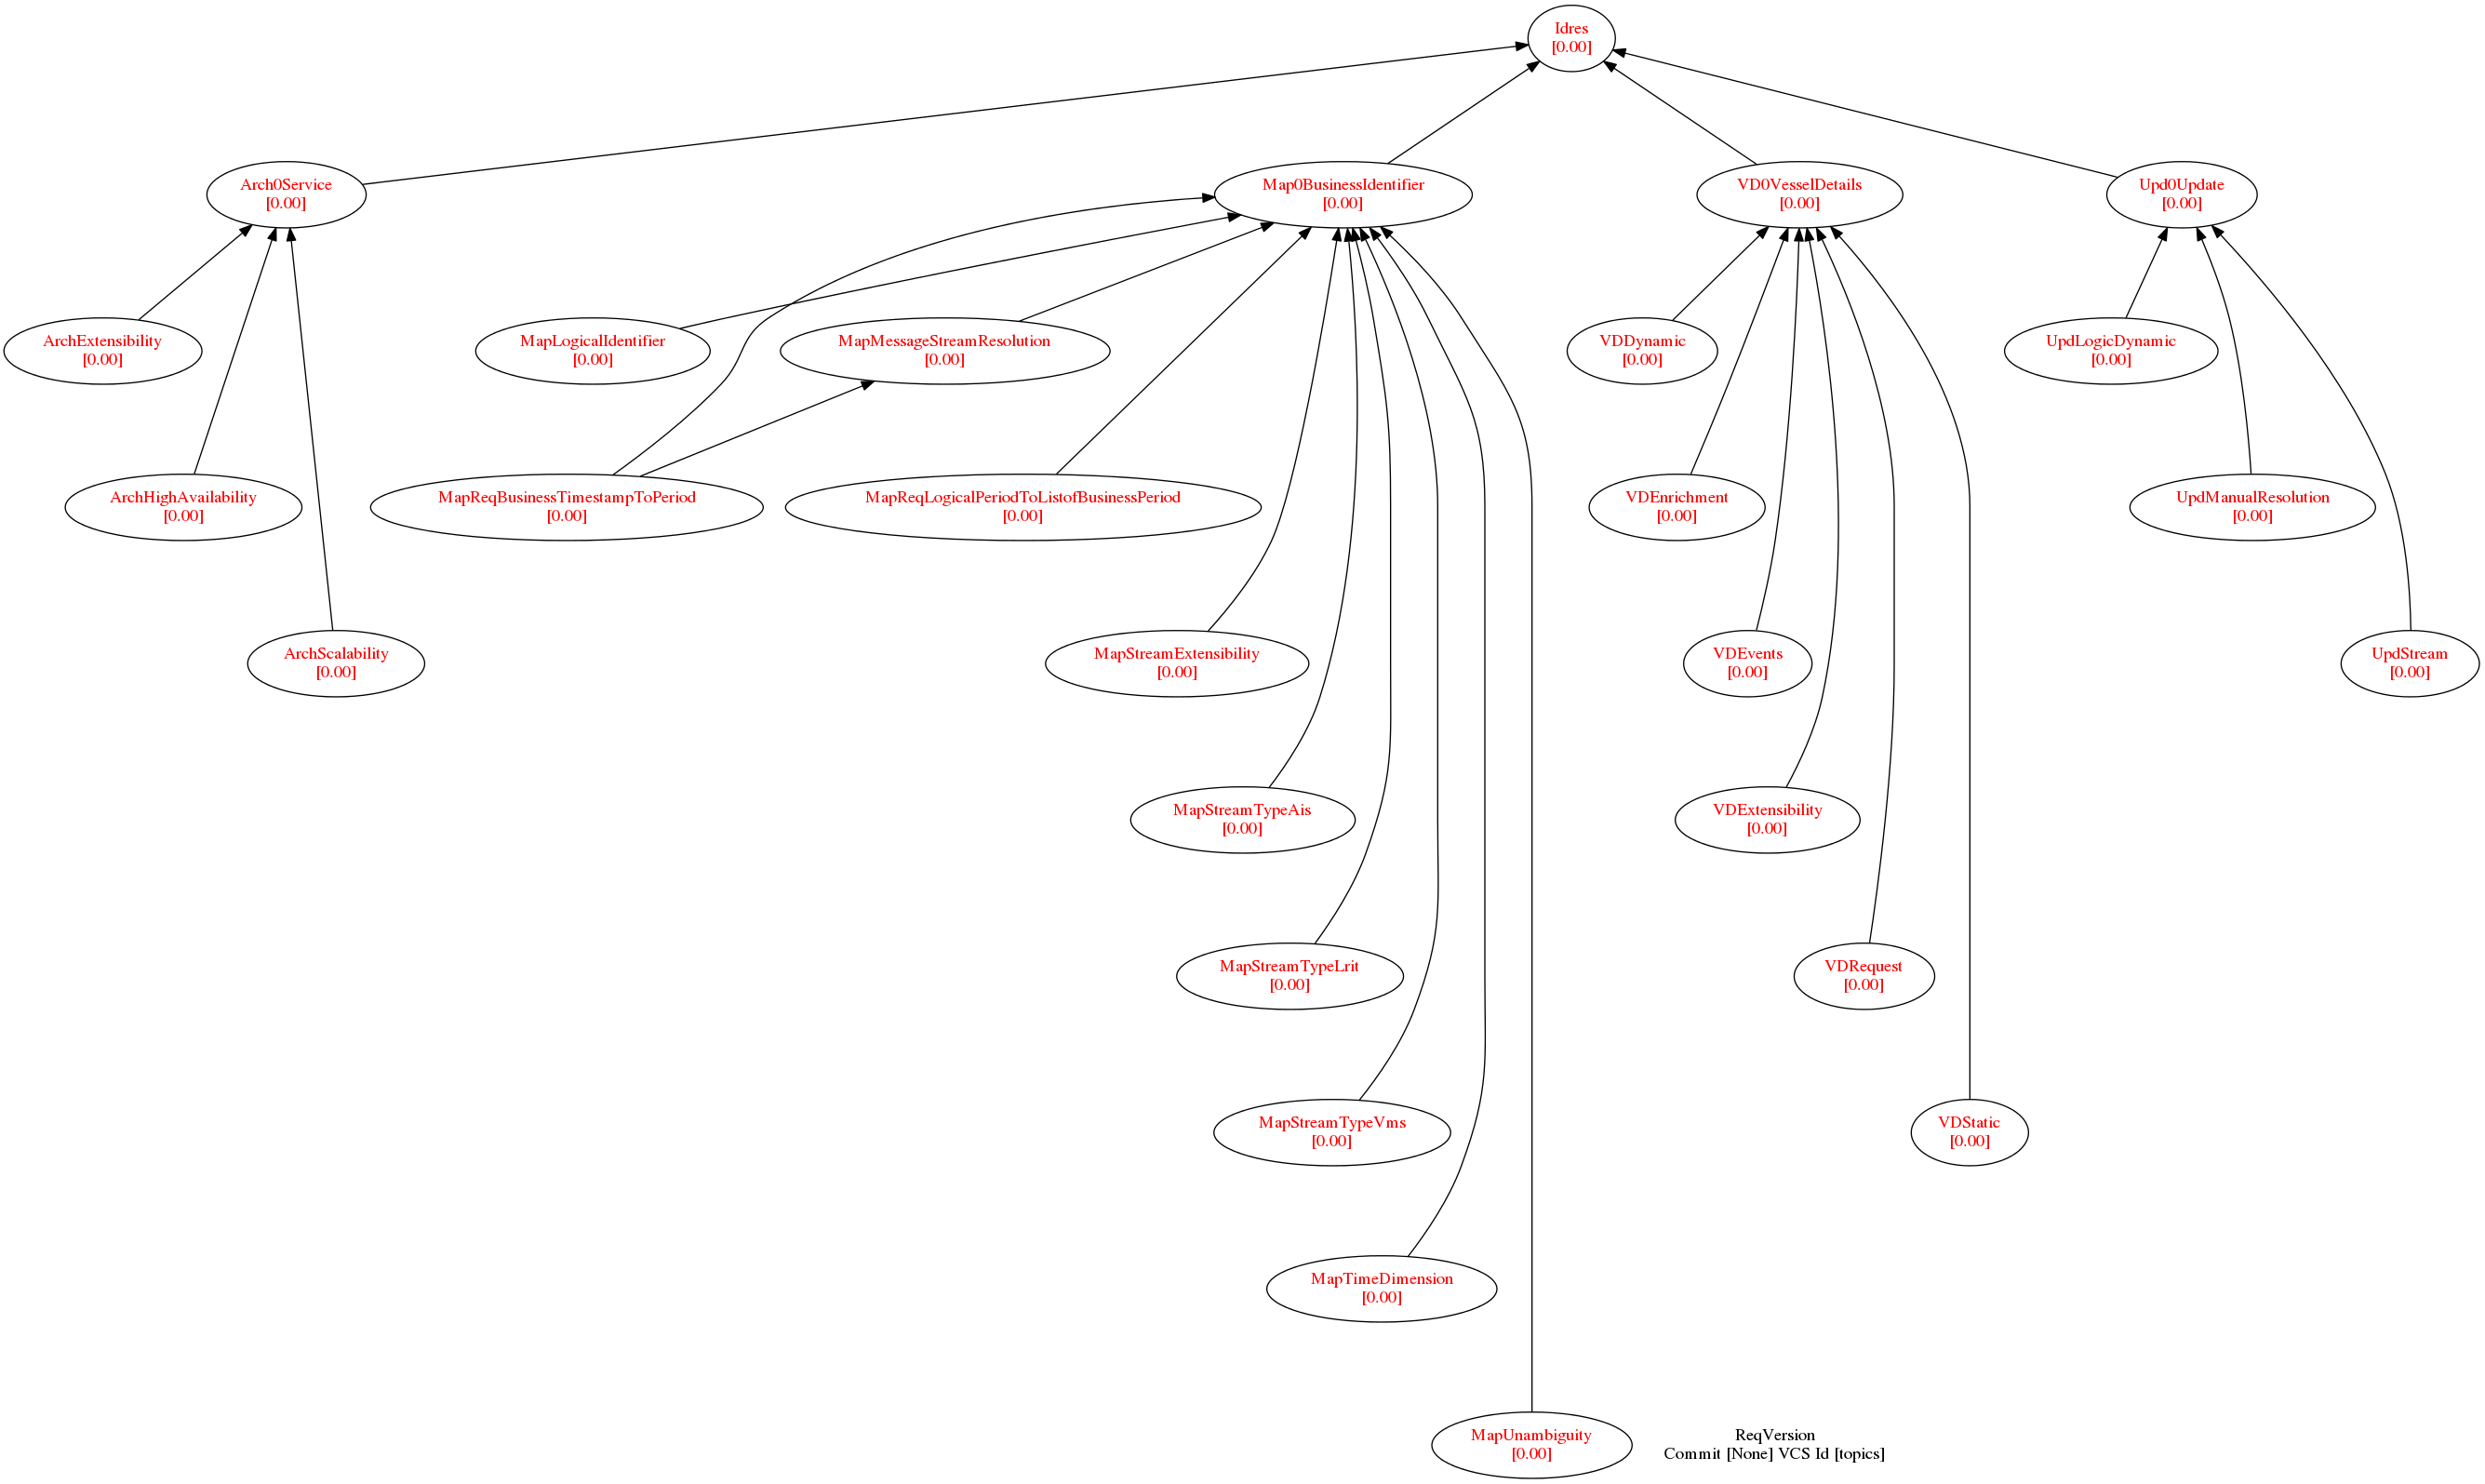 Idres
[0.00]
Arch0Service
[0.00]
Map0BusinessIdentifier
[0.00]
VD0VesselDetails
[0.00]
Upd0Update
[0.00]
ArchExtensibility
[0.00]
MapLogicalIdentifier
[0.00]
MapMessageStreamResolution
[0.00]
VDDynamic
[0.00]
UpdLogicDynamic
[0.00]
ArchHighAvailability
[0.00]
MapReqBusinessTimestampToPeriod
[0.00]
MapReqLogicalPeriodToListofBusinessPeriod
[0.00]
VDEnrichment
[0.00]
UpdManualResolution
[0.00]
ArchScalability
[0.00]
MapStreamExtensibility
[0.00]
VDEvents
[0.00]
UpdStream
[0.00]
MapStreamTypeAis
[0.00]
VDExtensibility
[0.00]
MapStreamTypeLrit
[0.00]
VDRequest
[0.00]
MapStreamTypeVms
[0.00]
VDStatic
[0.00]
MapTimeDimension
[0.00]
MapUnambiguity
[0.00]
ReqVersion
Commit [None] VCS Id [topics]